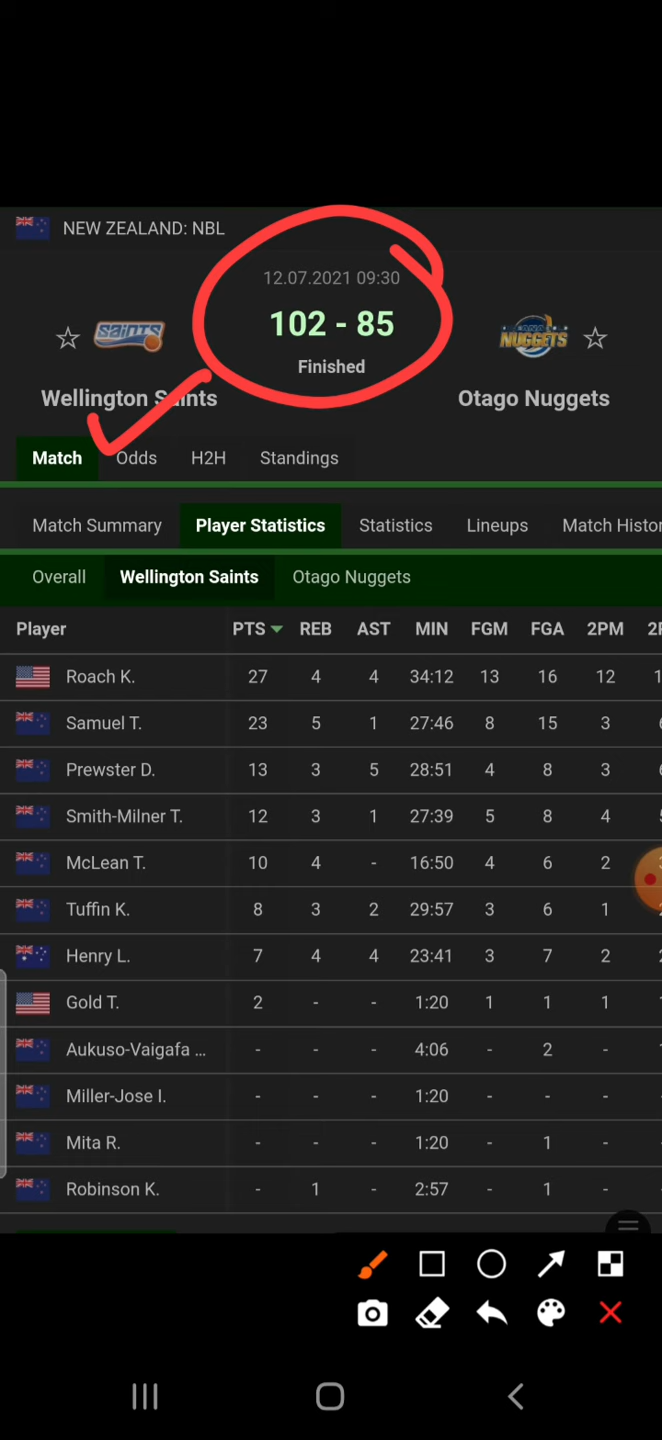 NEW ZEALAND: NBL
12.07.2021 09:30
SAINTS
102 - 85
NUGGETS
Finished
Wellington Saints
Otago Nuggets
Match Odds H2H Standings
Match Summary Player Statistics Statistics Lineups Match Histor
Overall Wellington Saints Otago Nuggets
Player PTS REB AST MIN FGM FGA 2PM 2P
Roach K. 27 4 4 34:12 13 16 12 1
Samuel T. 23 5 1 27:46 8 15 3
Prewster D. 13 3 5 28:51 4 8 3
Smith-Milner T. 12 3 1 27:39 5 8 4
McLean T. 10 4 - 16:50 4 6 2
Tuffin K. 8 3 2 29:57 3 6 1
Henry L. 7 4 4 23:41 3 7 2
Gold T. 2 - - 1:20 1 1 1
Aukuso-Vaigafa ... - - - 4:06 - 2 -
Miller-Jose I. - - - 1:20 - - - -
Mita R. - - - 1:20 - 1 -
Robinson K. - 1 - 2:57 - 1 -